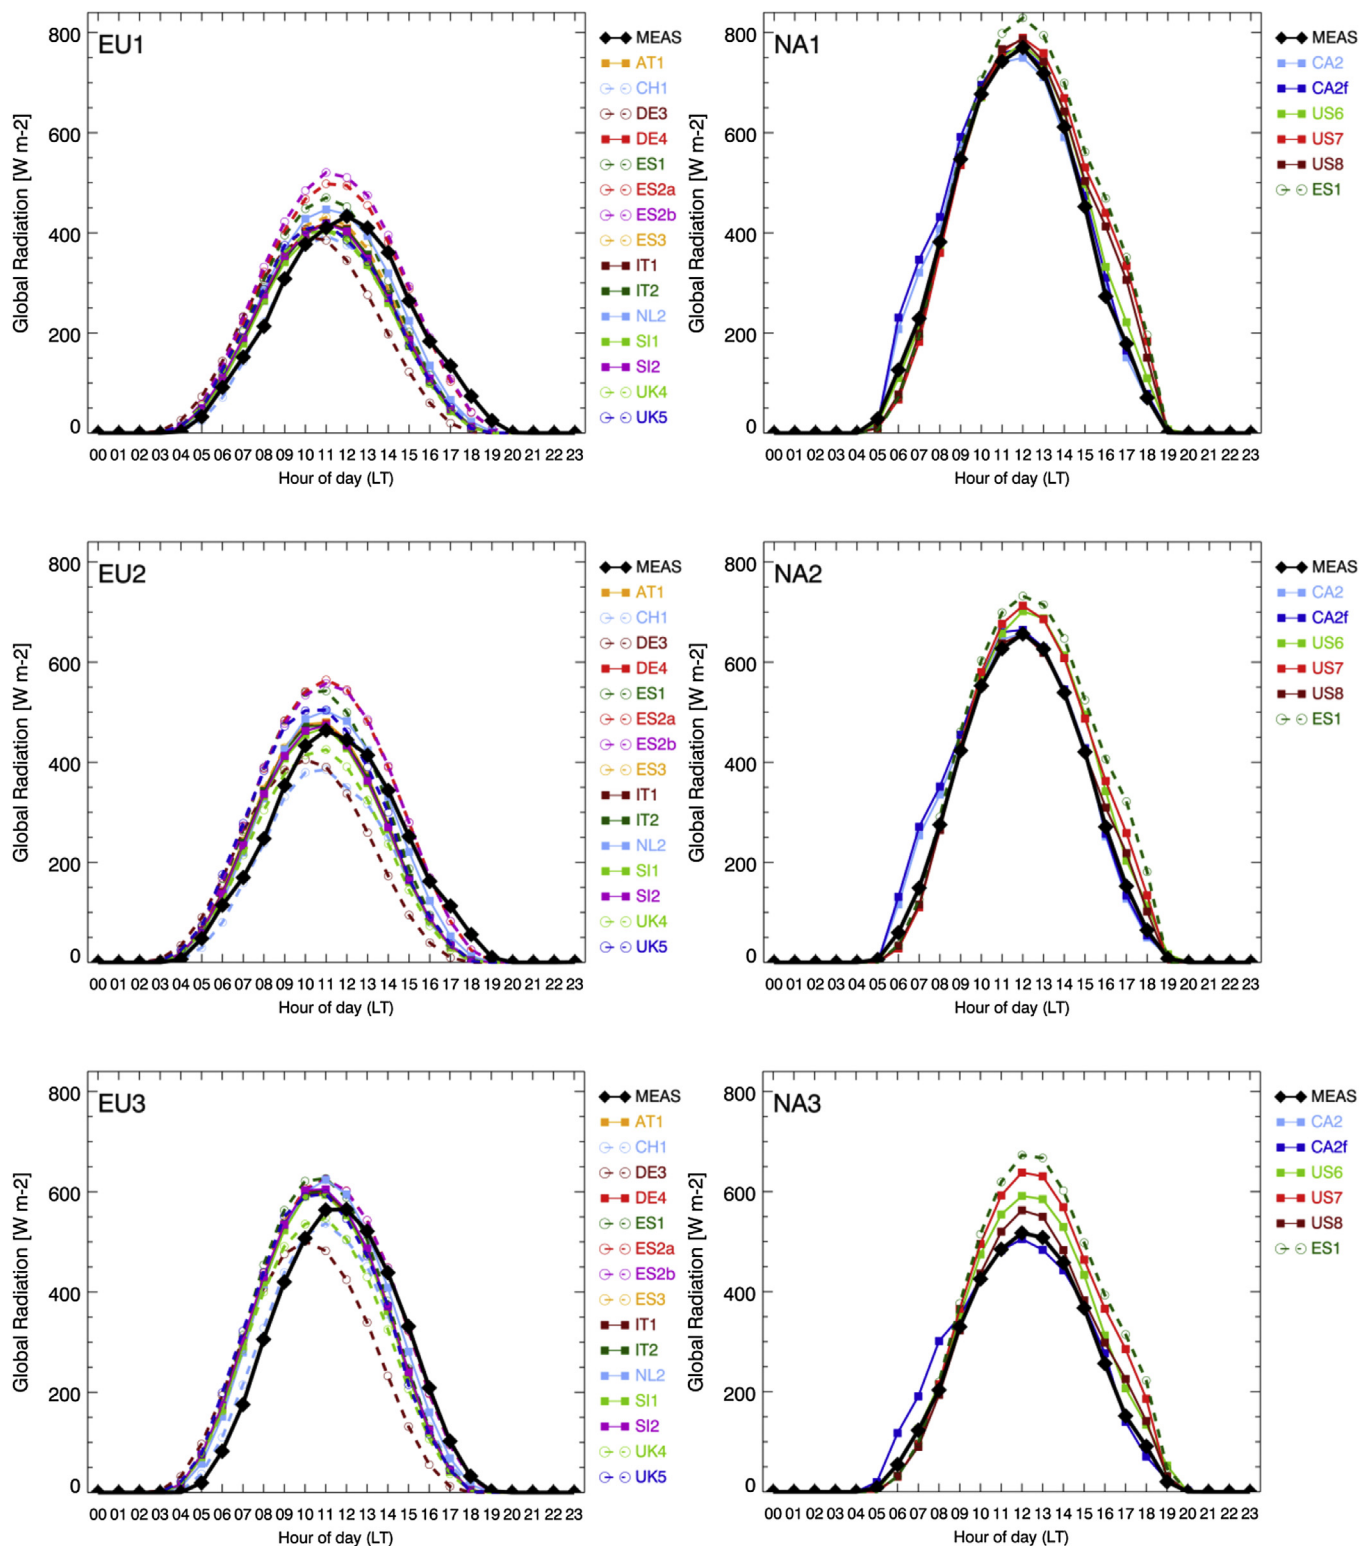 EU1
Global Radiation [W m-2]
800
600
400
200
0
00 01 02 03 04 05 06 07 08 09 10 11 12 13 14 15 16 17 18 19 20 21 22 23
Hour of day (LT)
MEAS
AT1
CH1
DE3
DE4
ES1
ES2a
ES2b
ES3
IT1
IT2
NL2
SI1
SI2
UK4
UK5
NA1
Global Radiation [W m-2]
800
600
400
200
0
00 01 02 03 04 05 06 07 08 09 10 11 12 13 14 15 16 17 18 19 20 21 22 23
Hour of day (LT)
MEAS
CA2
CA2f
US6
US7
US8
ES1
EU2
Global Radiation [W m-2]
800
600
400
200
0
00 01 02 03 04 05 06 07 08 09 10 11 12 13 14 15 16 17 18 19 20 21 22 23
Hour of day (LT)
MEAS
AT1
CH1
DE3
DE4
ES1
ES2a
ES2b
ES3
IT1
IT2
NL2
SI1
SI2
UK4
UK5
NA2
Global Radiation [W m-2]
800
600
400
200
0
00 01 02 03 04 05 06 07 08 09 10 11 12 13 14 15 16 17 18 19 20 21 22 23
Hour of day (LT)
MEAS
CA2
CA2f
US6
US7
US8
ES1
EU3
Global Radiation [W m-2]
800
600
400
200
0
00 01 02 03 04 05 06 07 08 09 10 11 12 13 14 15 16 17 18 19 20 21 22 23
Hour of day (LT)
MEAS
AT1
CH1
DE3
DE4
ES1
ES2a
ES2b
ES3
IT1
IT2
NL2
SI1
SI2
UK4
UK5
NA3
Global Radiation [W m-2]
800
600
400
200
0
00 01 02 03 04 05 06 07 08 09 10 11 12 13 14 15 16 17 18 19 20 21 22 23
Hour of day (LT)
MEAS
CA2
CA2f
US6
US7
US8
ES1